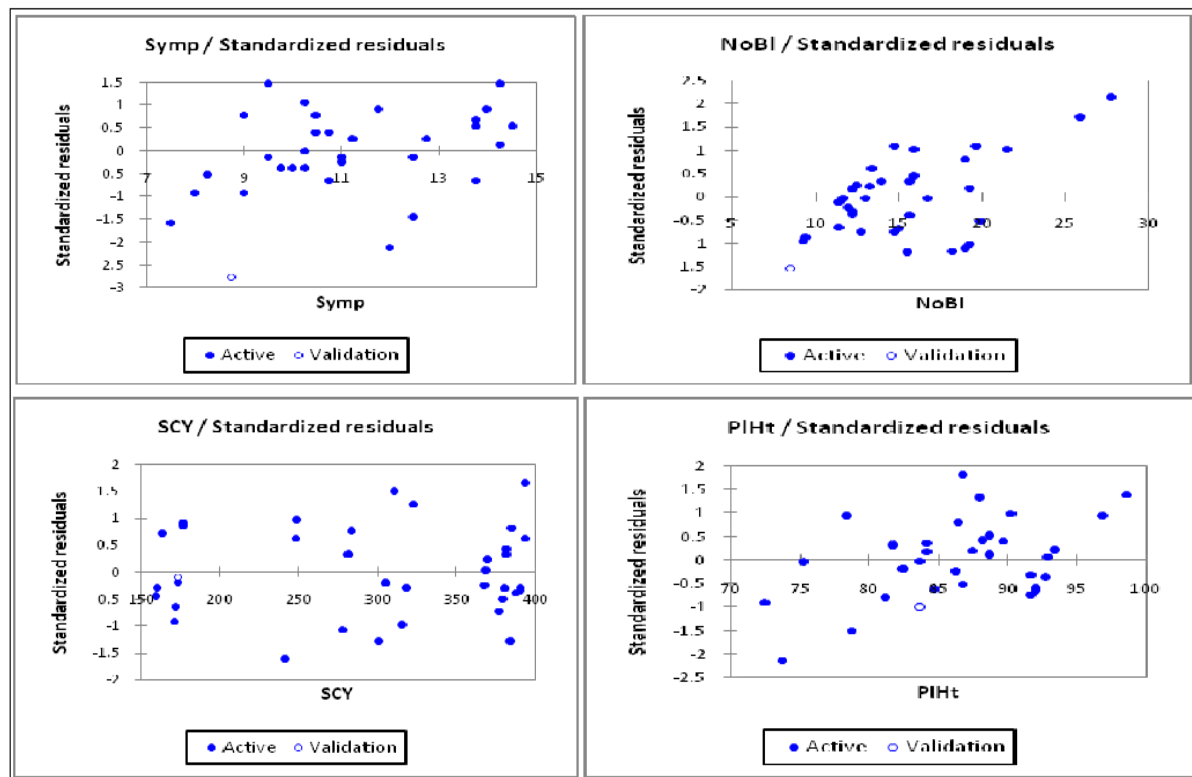 Symp / Standardized residuals
Standardized residuals
1.5
1
0.5
0
-0.5
-1
-1.5
-2
2.5
-3
7 9 11 13 15
Symp
Active Validation
NoBl / Standardized residuals
Standardized residuals
2.5
2
1.5
1
0.5
0
-0.5
1
1.5
-2
5 10 15 20 25 30
NoBl
Active Validation
SCY / Standardized residuals
Standardized residuals
2
1.5
1
0.5
0
0.5
-1
-1.5
-2
150 200 250 300 350 400
SCY
Active Validation
PlHt / Standardized residuals
Standardized residuals
2
1.5
1
0.5
0
-0.5
-1
-1.5
-2
-2.5
70 75 80 85 90 95 100
PlHt
Active Validation